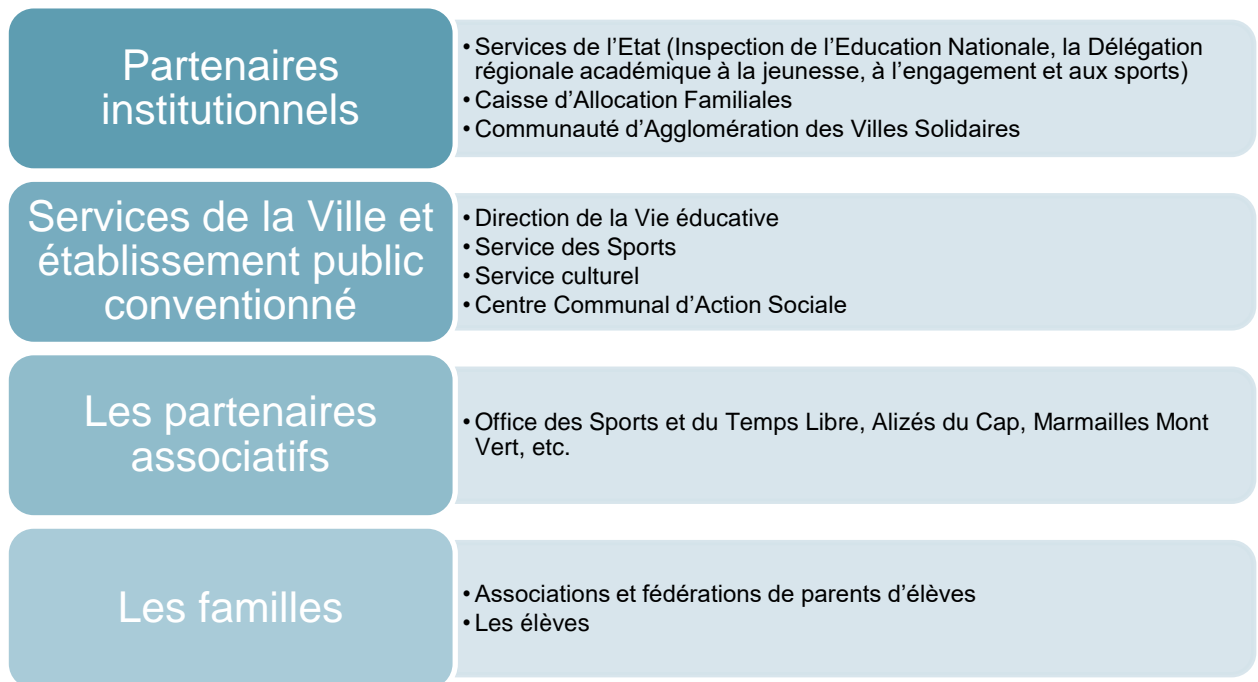 Partenaires
institutionnels
• Services de l’Etat (Inspection de l’Education Nationale, la Délégation
régionale académique à la jeunesse, à l’engagement et aux sports)
• Caisse d’Allocation Familiales
• Communauté d’Agglomération des Villes Solidaires
Services de la Ville et
établissement public
conventionné
• Direction de la Vie éducative
• Service des Sports
• Service culturel
• Centre Communal d’Action Sociale
Les partenaires
associatifs
• Office des Sports et du Temps Libre, Alizés du Cap, Marmailles Mont
Vert, etc.
Les familles
• Associations et fédérations de parents d’élèves
• Les élèves